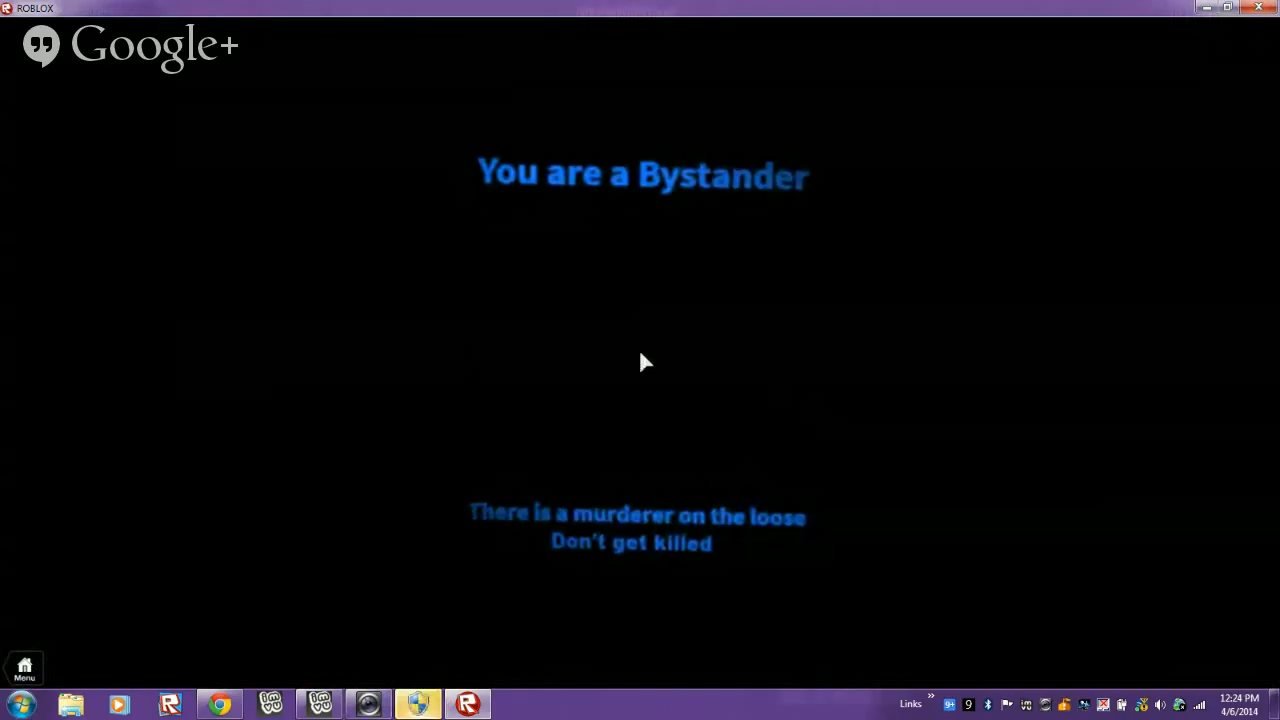 ROBLOX
Google+
You are a Bystander
There is a murderer on the loose
Don't get killed
Menu
Links
12:24 PM
4/6/2014